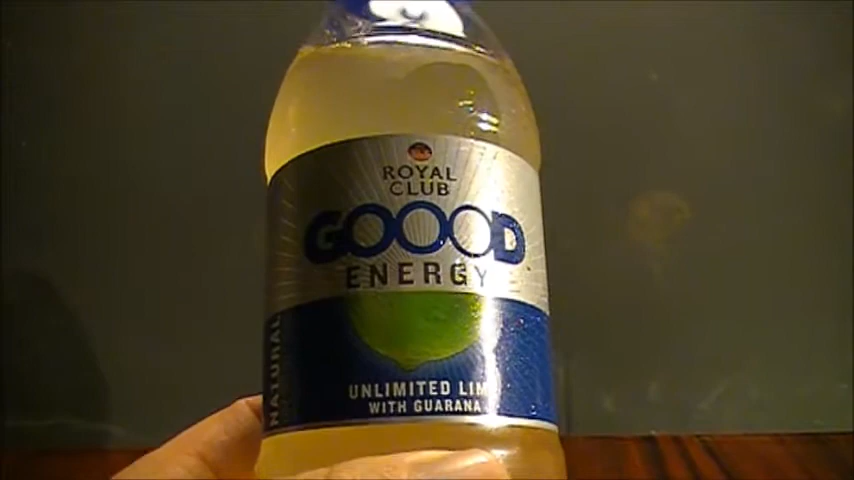 ROYAL
CLUB
GOOOD
ENERGY
NATURAL
UNLIMITED
WITH GUARANA